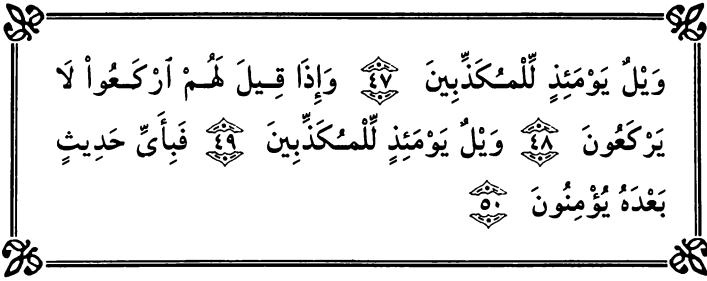 وَيْلٌ يَوْمَئِذٍ لِّلْمُكَذِّبِينَ ٤٧ وَإِذَا قِيلَ لَهُمُ ٱرْكَعُوا۟ لَا
يَرْكَعُونَ ٤٨ وَيْلٌ يَوْمَئِذٍ لِّلْمُكَذِّبِينَ ٤٩ فَبِأَىِّ حَدِيثٍ
بَعْدَهُ يُؤْمِنُونَ ٥٠